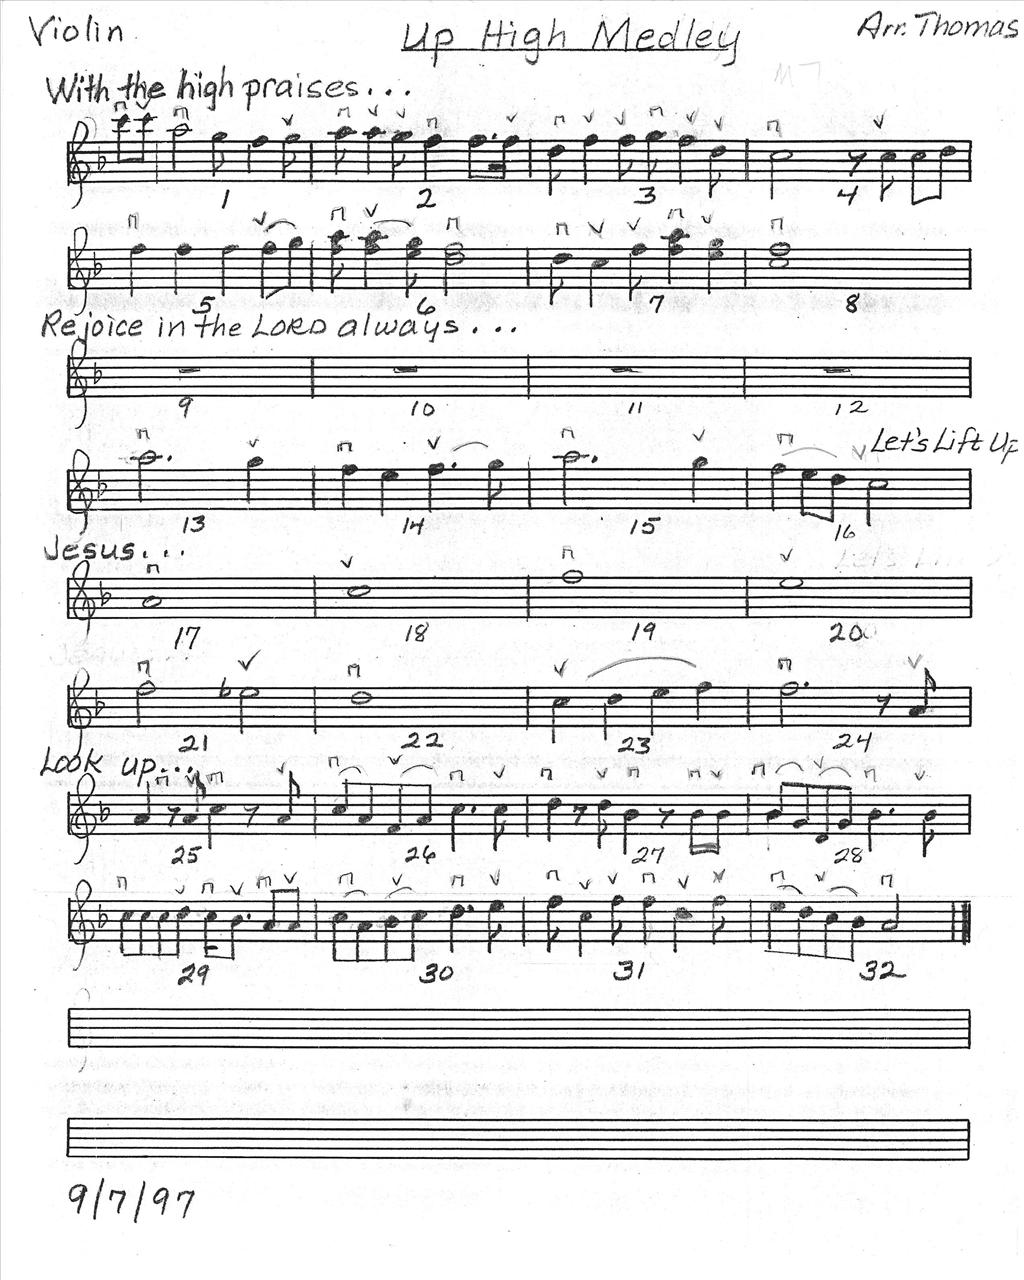 Violin
Up High Medley
Arr. Thomas
With the high praises...
1 2 3 4
5 6 7 8
Rejoice in the LORD always...
9 10 11 12
Let's Lift Up
13 14 15 16
Jesus...
17 18 19 20
21 22 23 24
Look up...
25 26 27 28
29 30 31 32
9/7/97